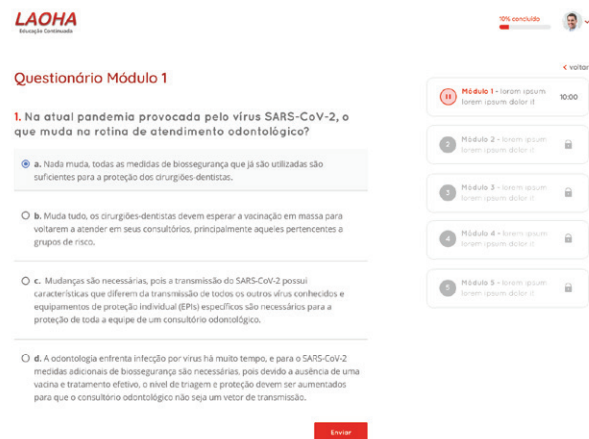 LAOHA
Educação Continuada
10% concluído
< voltar
Questionário Módulo 1
1. Na atual pandemia provocada pelo vírus SARS-CoV-2, o
que muda na rotina de atendimento odontológico?
a. Nada muda, todas as medidas de biossegurança que já são utilizadas são
suficientes para a proteção dos cirurgiões-dentistas.
b. Muda tudo, os cirurgiões-dentistas devem esperar a vacinação em massa para
voltarem a atender em seus consultórios, principalmente aqueles pertencentes a
grupos de risco.
c. Mudanças são necessárias, pois a transmissão do SARS-CoV-2 possui
características que diferem da transmissão de todos os outros vírus conhecidos e
equipamentos de proteção individual (EPIs) específicos são necessários para a
proteção de toda a equipe de um consultório odontológico.
d. A odontologia enfrenta infecção por vírus há muito tempo, e para o SARS-CoV-2
medidas adicionais de biossegurança são necessárias, pois devido a ausência de uma
vacina e tratamento efetivo, o nível de triagem e proteção devem ser aumentados
para que o consultório odontológico não seja um vetor de transmissão.
Enviar
Módulo 1 - loram ipsum
lorem ipsum dolor it
10:00
2
Módulo 2 - lorem ipsum
lorem ipsum dolor it
3
Módulo 3 - lorem ipsum
lorem ipsum dolor it
4
Módulo 4 - lorem ipsum
lorem ipsum dolor it
5
Módulo 5 - lorem ipsum
lorem ipsum dolor it